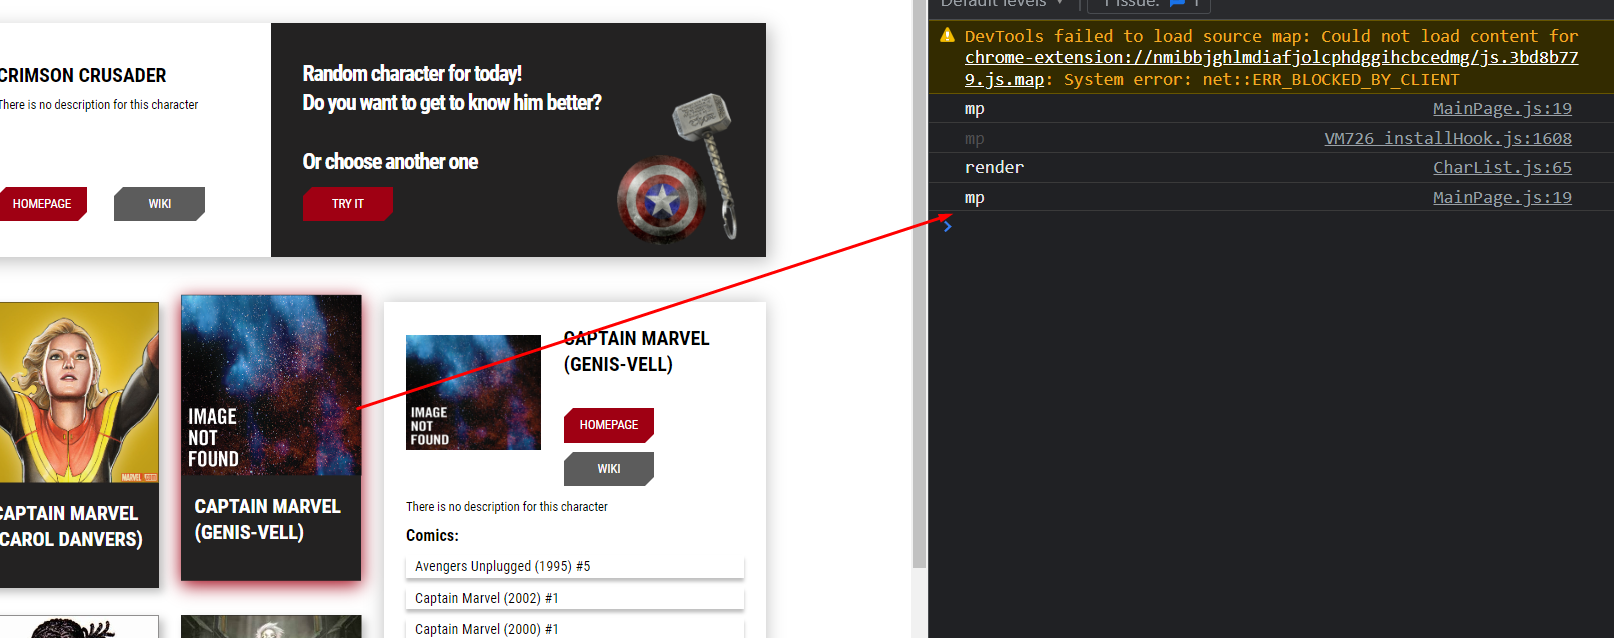 CRIMSON CRUSADER
There is no description for this character
HOMEPAGE
WIKI
Random character for today!
Do you want to get to know him better?
Or choose another one
TRY IT
CAPTAIN MARVEL
(CAROL DANVERS)
IMAGE
NOT
FOUND
CAPTAIN MARVEL
(GENIS-VELL)
IMAGE
NOT
FOUND
CAPTAIN MARVEL
(GENIS-VELL)
HOMEPAGE
WIKI
There is no description for this character
Comics:
Avengers Unplugged (1995) #5
Captain Marvel (2002) #1
Captain Marvel (2000) #1
Default levels
1 Issue: 1
DevTools failed to load source map: Could not load content for
chrome-extension://nmibbjghlmdiafjolcphdggihcbcedmg/js.3bd8b77
9.js.map: System error: net::ERR_BLOCKED_BY_CLIENT
mp MainPage.js:19
mp VM726 installHook.js:1608
render CharList.js:65
mp MainPage.js:19